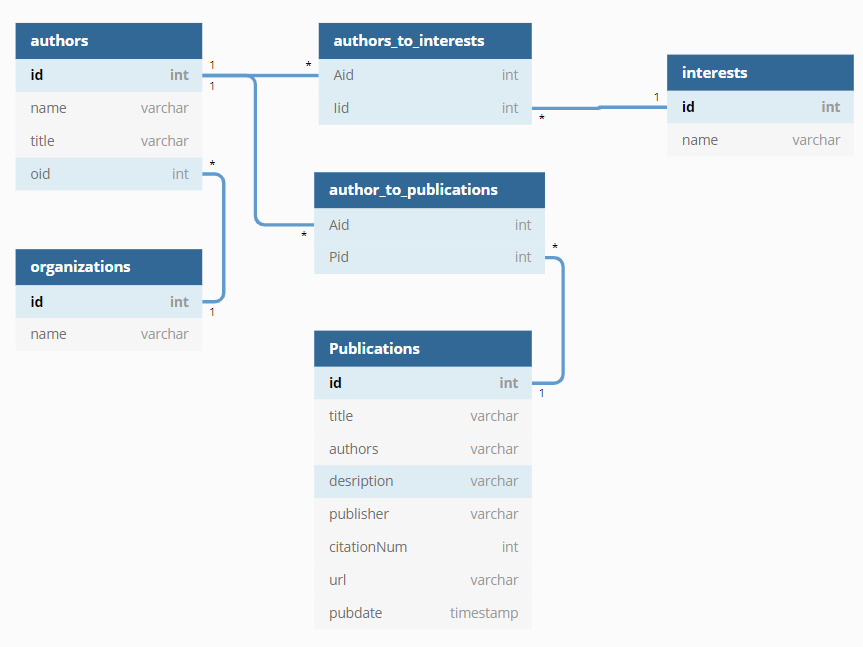 authors
id int
name varchar
title varchar
oid int
organizations
id int
name varchar
authors_to_interests
Aid int
Iid int
author_to_publications
Aid int
Pid int
Publications
id int
title varchar
authors varchar
desription varchar
publisher varchar
citationNum int
url varchar
pubdate timestamp
interests
id int
name varchar
1
1
*
*
*
1
*
1
*
1